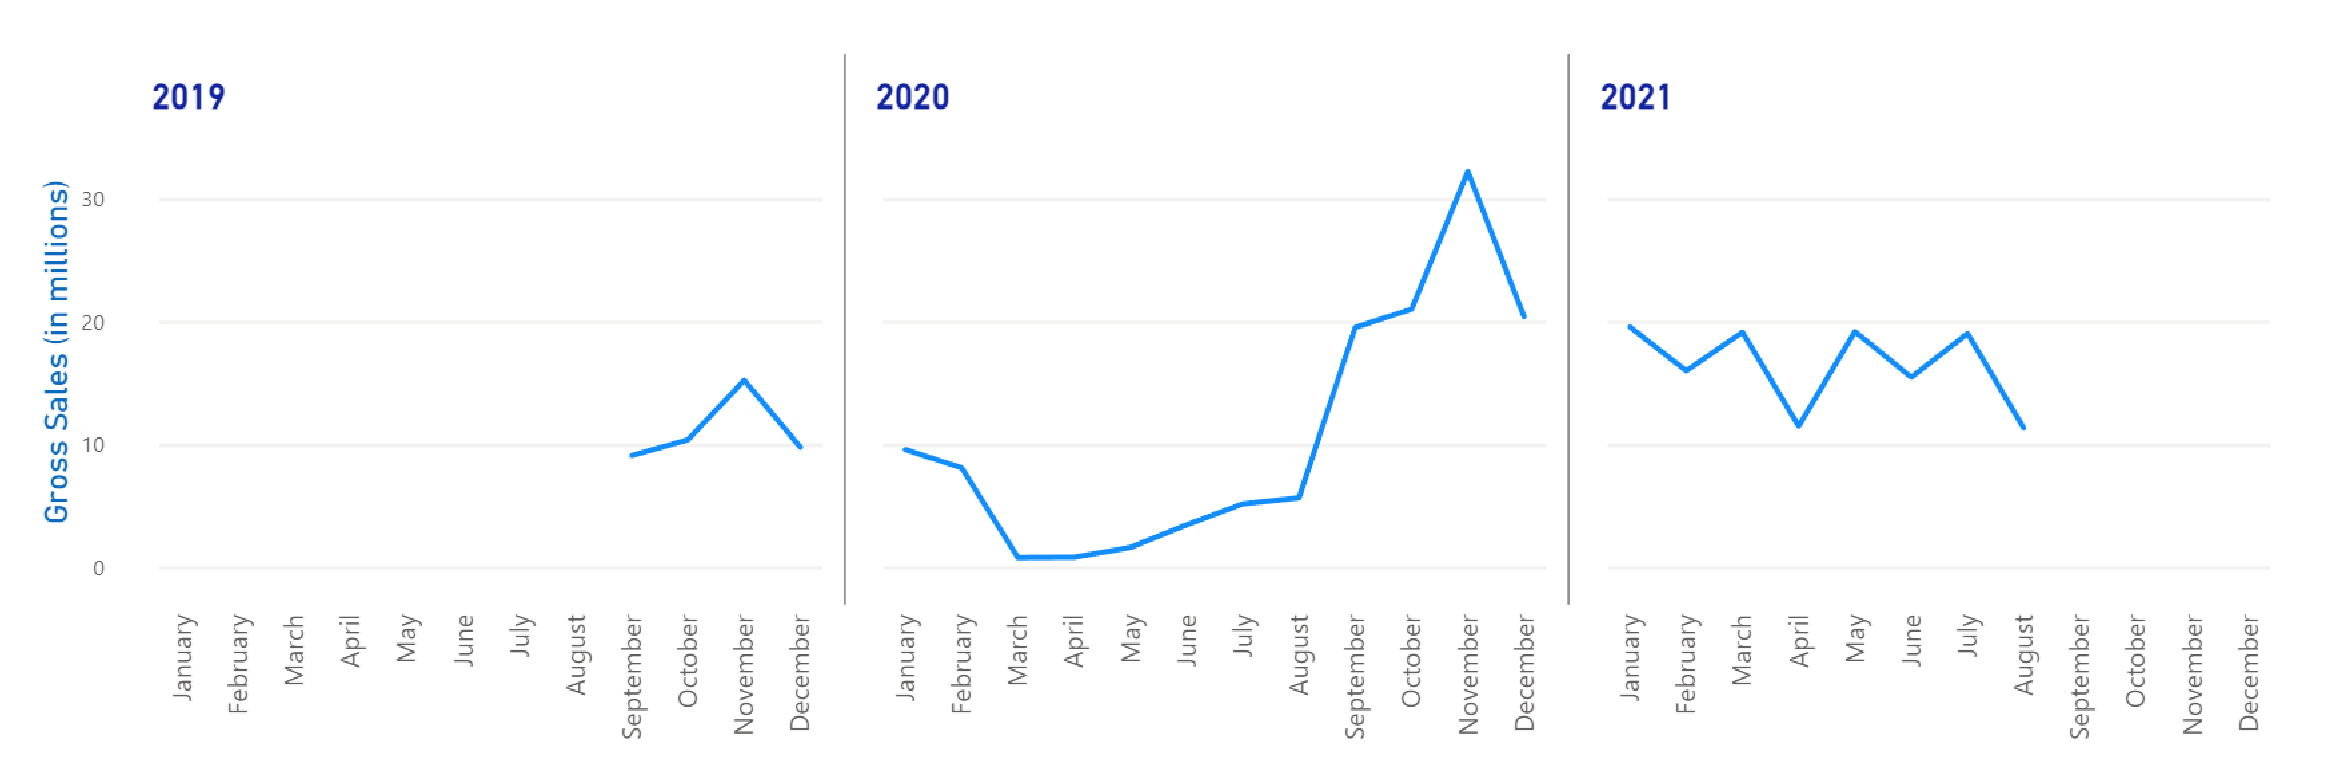 2019
2020
2021
Gross Sales (in millions)
30
20
10
0
January
February
March
April
May
June
July
August
September
October
November
December
January
February
March
April
May
June
July
August
September
October
November
December
January
February
March
April
May
June
July
August
September
October
November
December